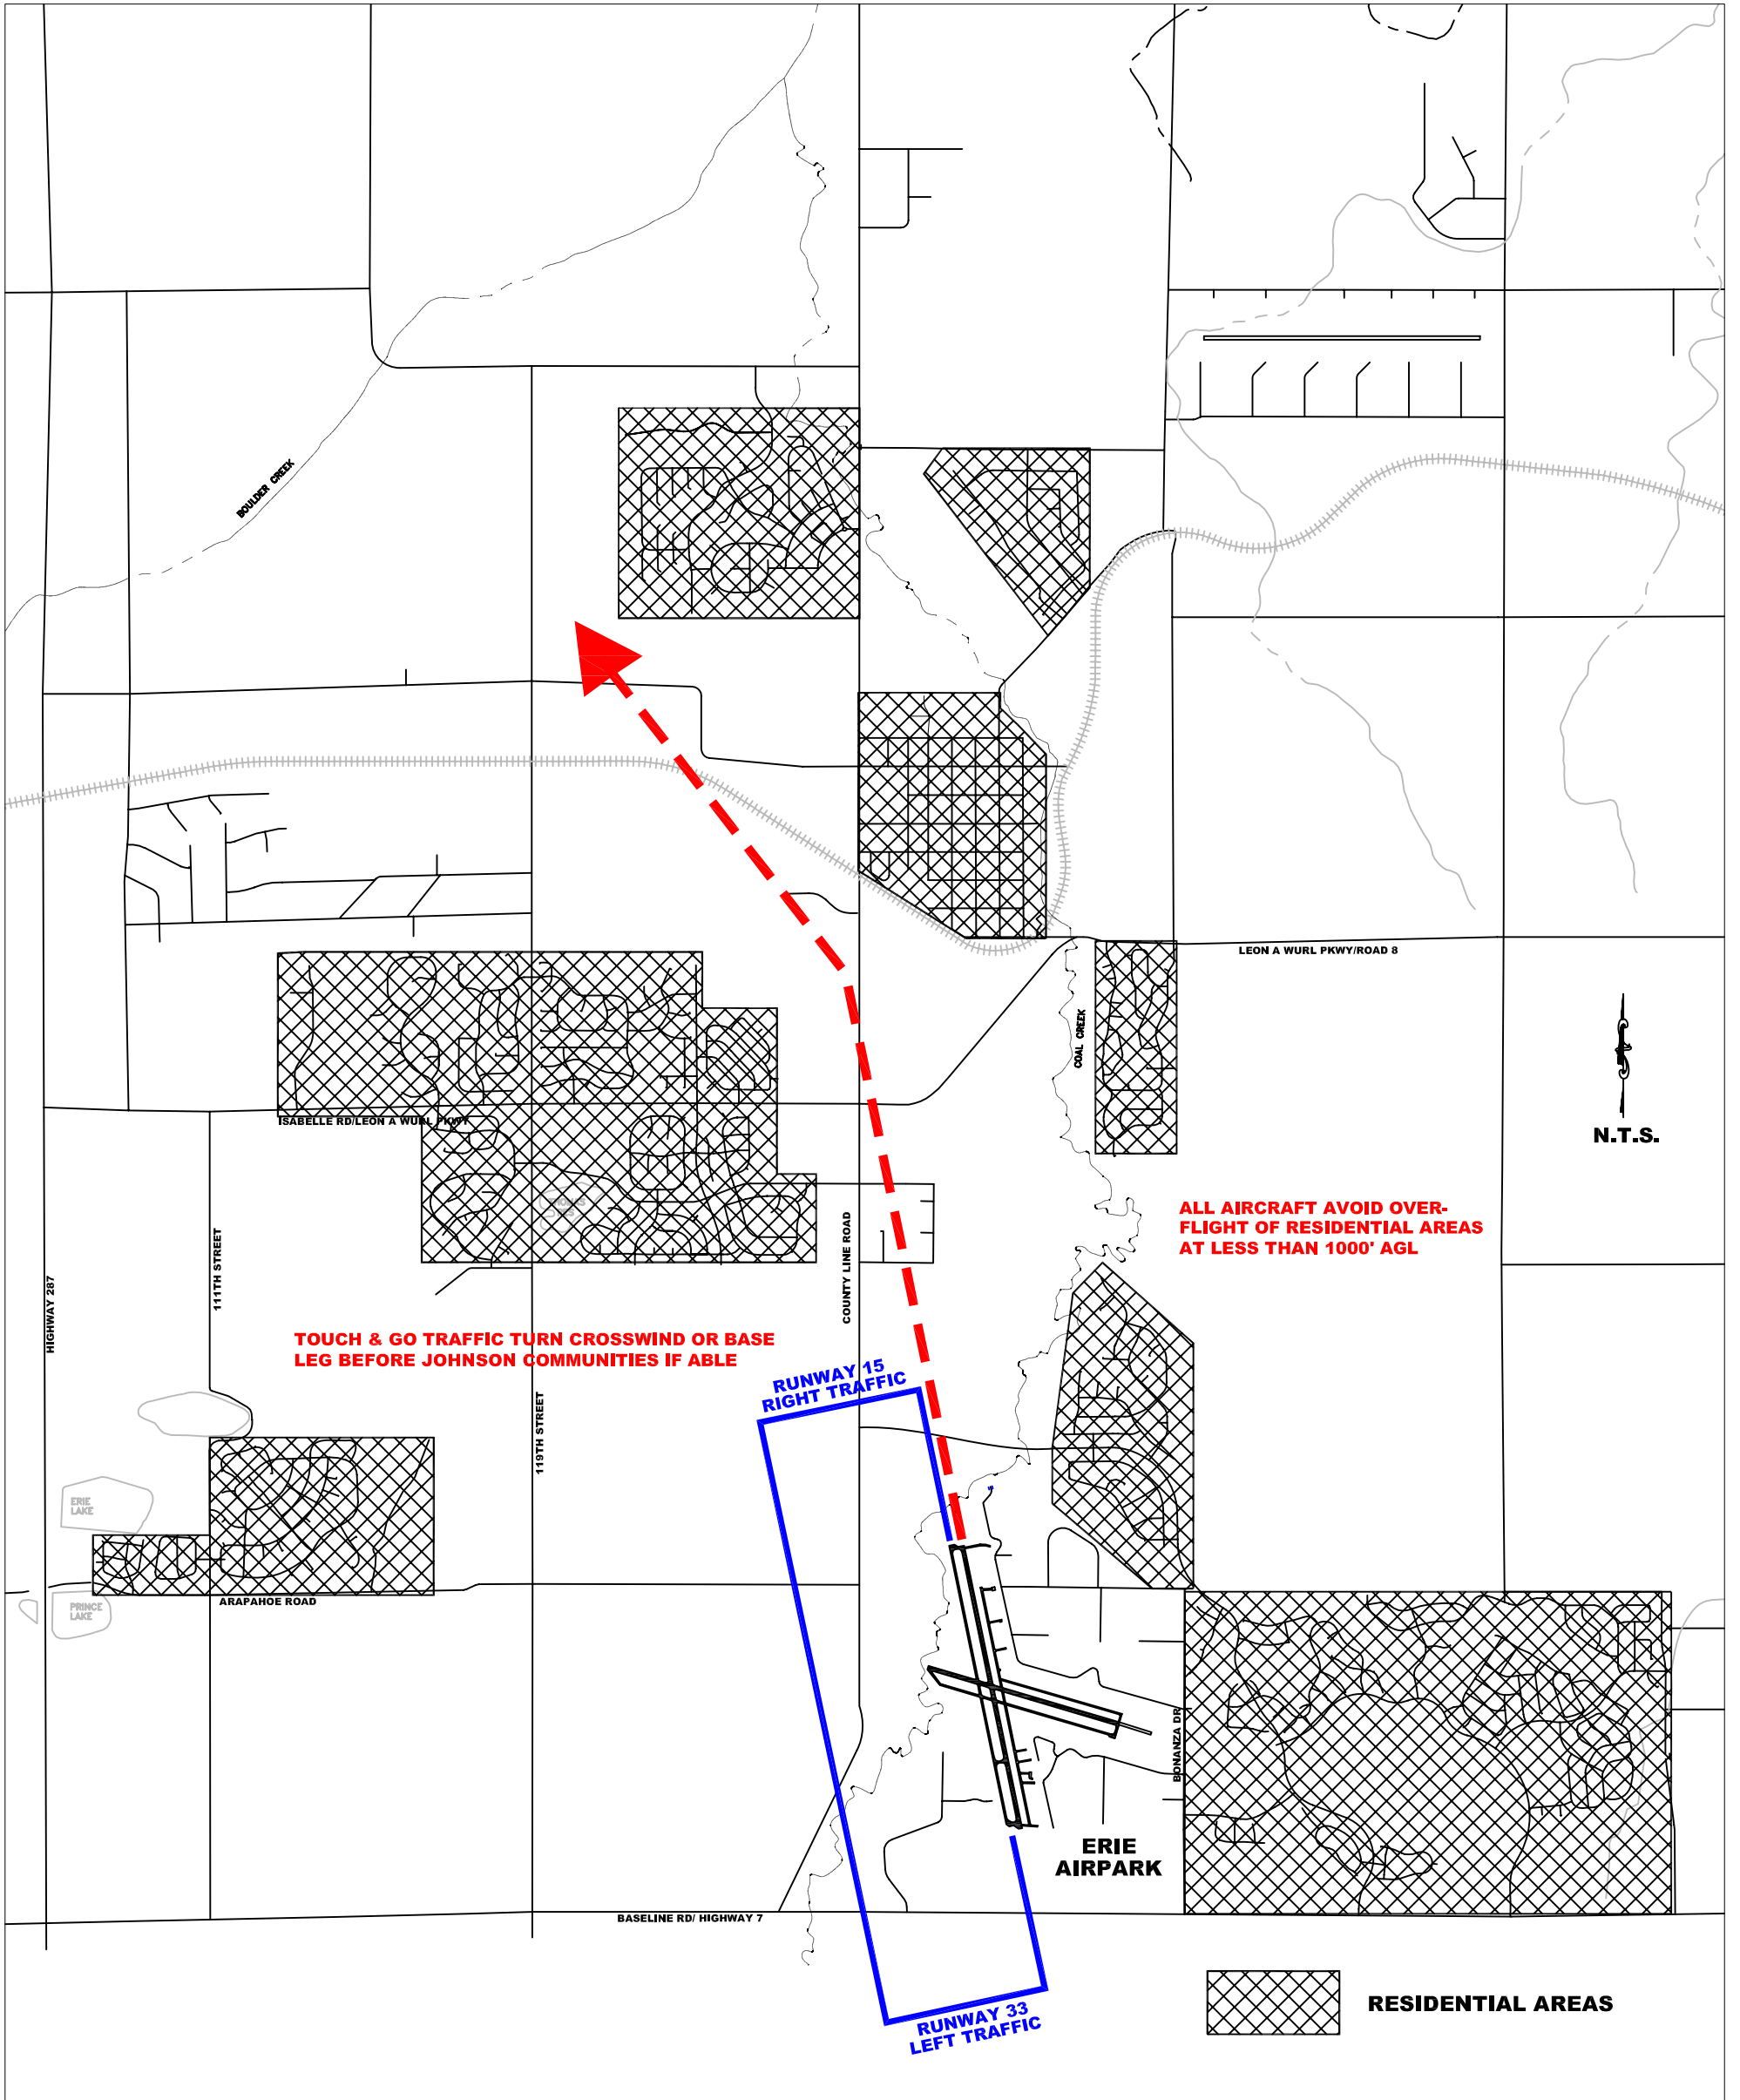 BOULDER CREEK
LEON A WURL PKWY/ROAD 8
COAL CREEK
N.T.S.
ISABELLE RD/LEON A WURL PKWY
ALL AIRCRAFT AVOID OVER-
FLIGHT OF RESIDENTIAL AREAS
AT LESS THAN 1000' AGL
111TH STREET
COUNTY LINE ROAD
HIGHWAY 287
TOUCH & GO TRAFFIC TURN CROSSWIND OR BASE
LEG BEFORE JOHNSON COMMUNITIES IF ABLE
RUNWAY 15
RIGHT TRAFFIC
119TH STREET
ERIE
LAKE
ARAPAHOE ROAD
PRINCE
LAKE
BONANZA DR
ERIE
AIRPARK
BASELINE RD/ HIGHWAY 7
RESIDENTIAL AREAS
RUNWAY 33
LEFT TRAFFIC